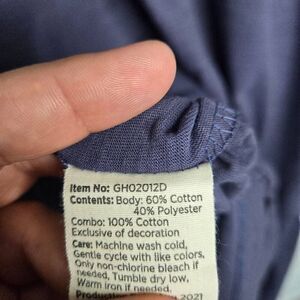 Item No: GH02012D
Contents: Body: 60% Cotton
40% Polyester
Combo: 100% Cotton
Exclusive of decoration
Care: Machine wash cold,
Gentle cycle with like colors,
Only non-chlorine bleach if
needed, Tumble dry low,
Warm iron if needed.
Production 2021